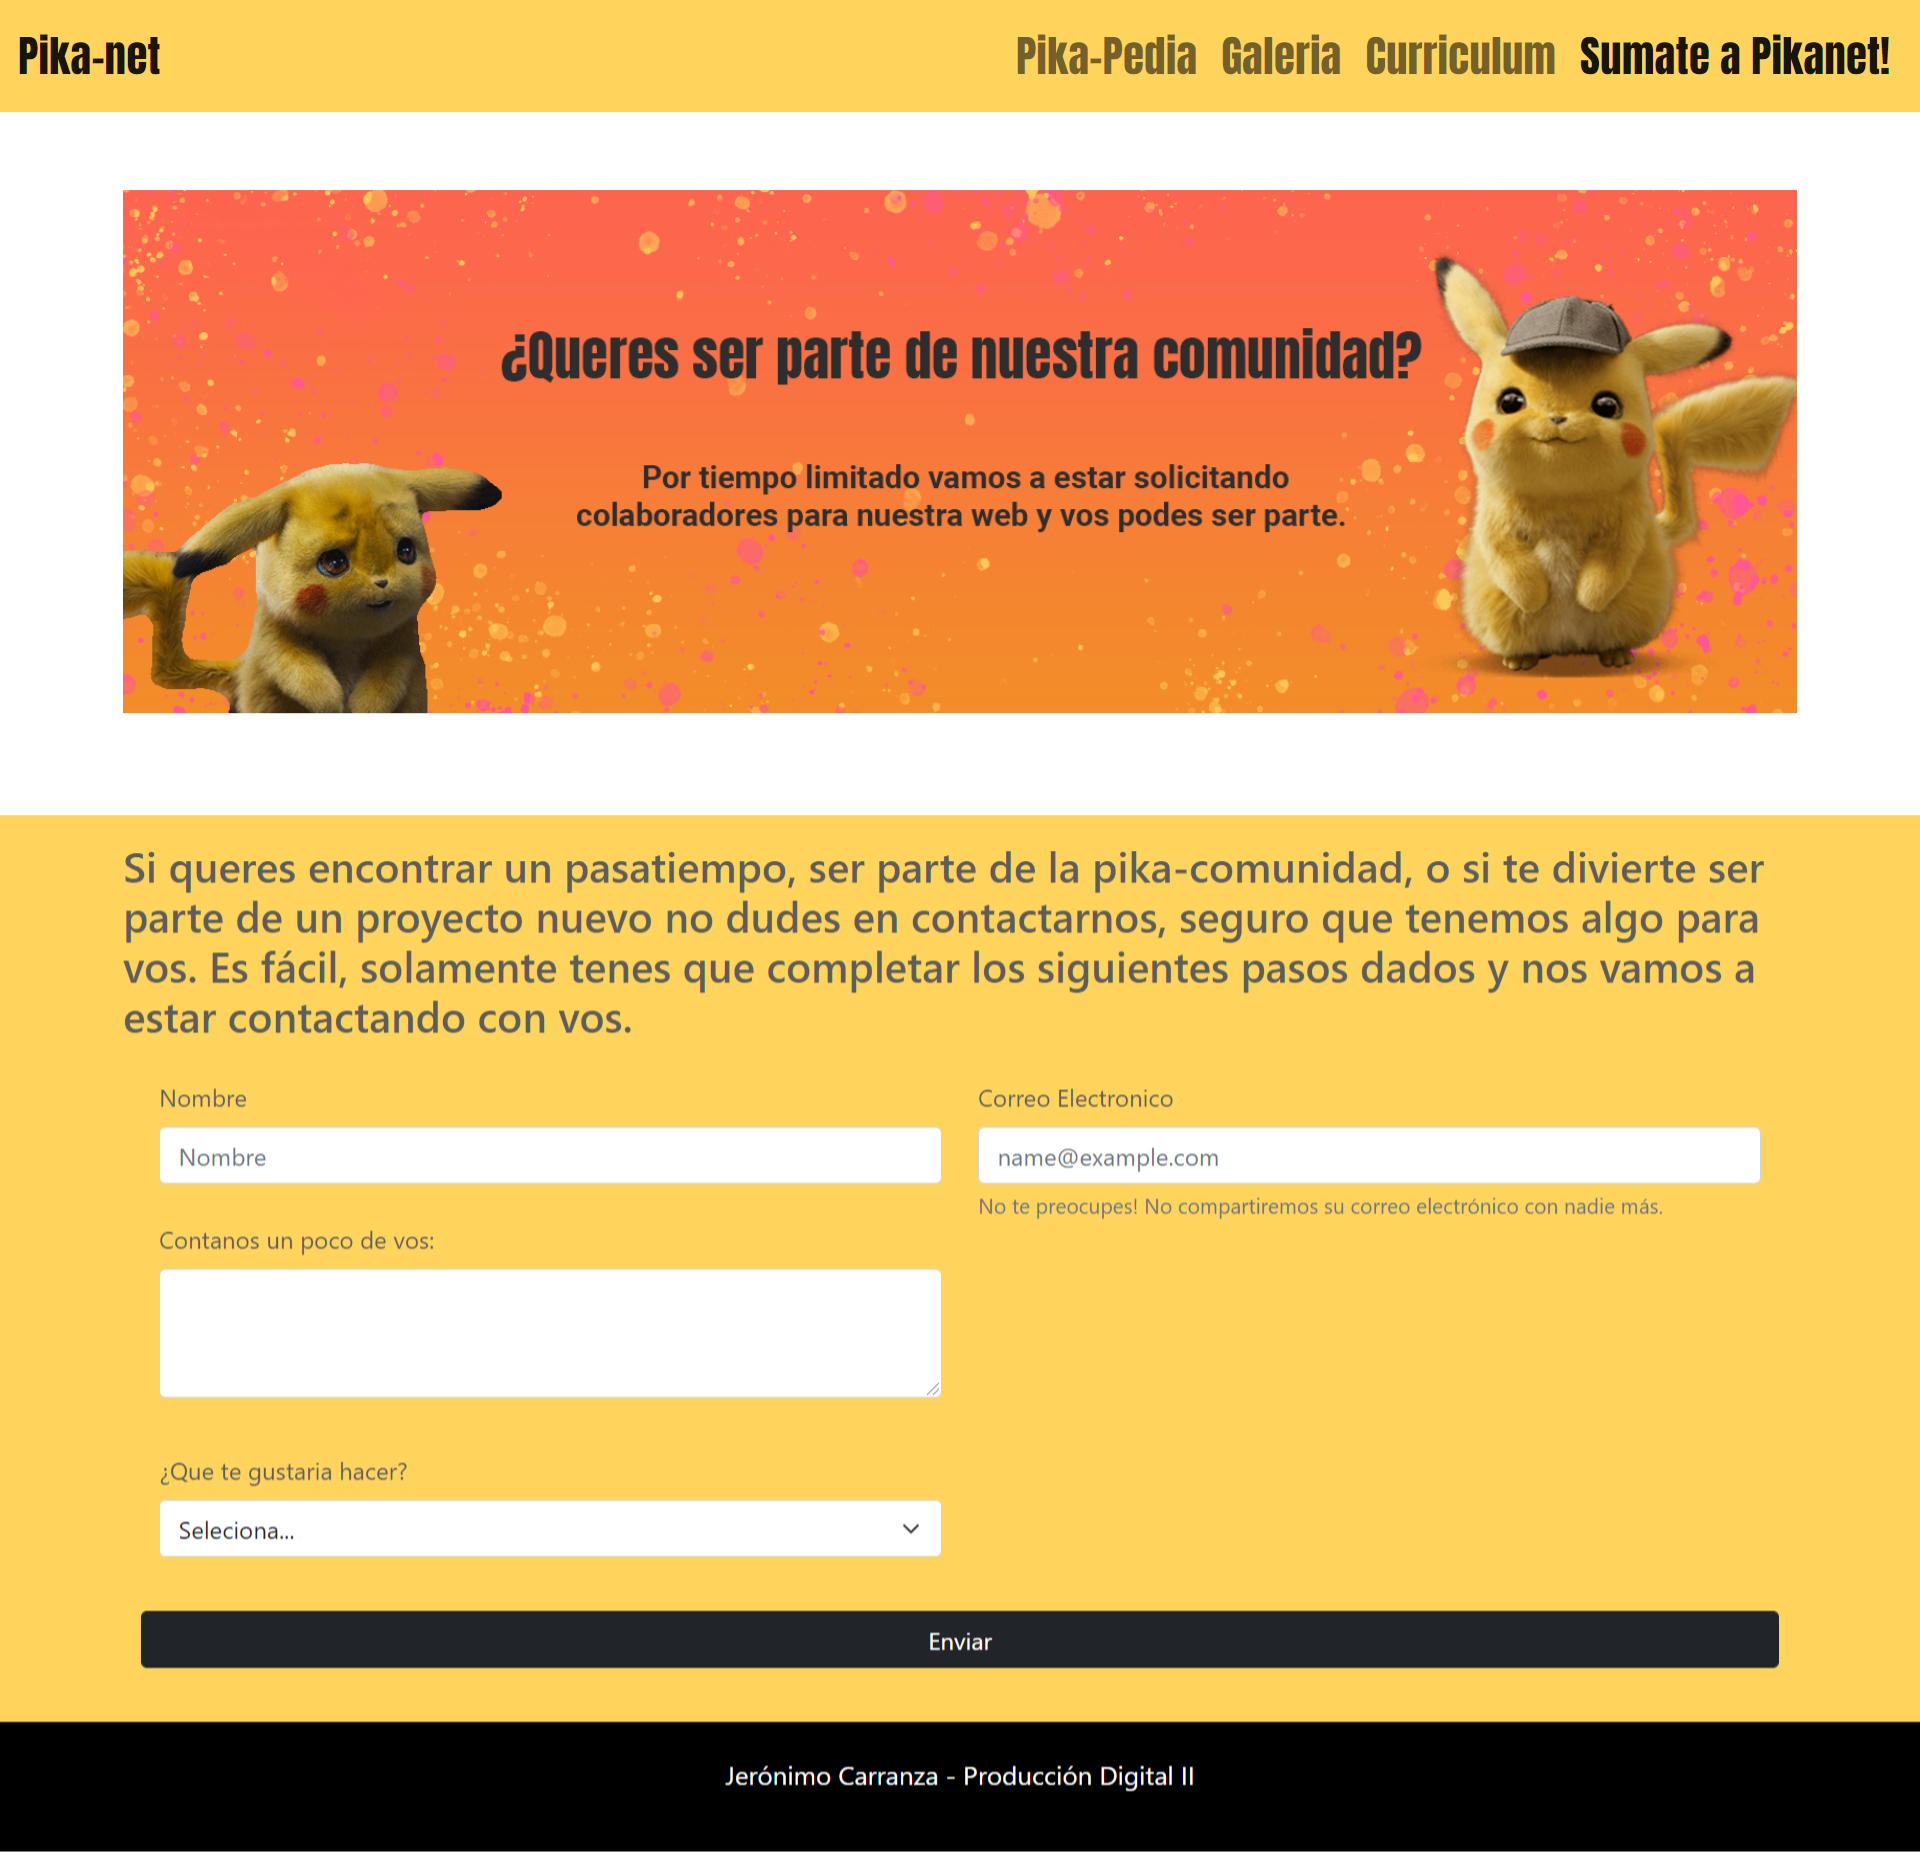 Pika-net
Pika-Pedia Galeria Curriculum Sumate a Pikanet!
¿Queres ser parte de nuestra comunidad?
Por tiempo limitado vamos a estar solicitando
colaboradores para nuestra web y vos podes ser parte.
Si queres encontrar un pasatiempo, ser parte de la pika-comunidad, o si te divierte ser
parte de un proyecto nuevo no dudes en contactarnos, seguro que tenemos algo para
vos. Es fácil, solamente tenes que completar los siguientes pasos dados y nos vamos a
estar contactando con vos.
Nombre
Nombre
Correo Electronico
name@example.com
No te preocupes! No compartiremos su correo electrónico con nadie más.
Contanos un poco de vos:
¿Que te gustaria hacer?
Seleciona...
Enviar
Jerónimo Carranza - Producción Digital II